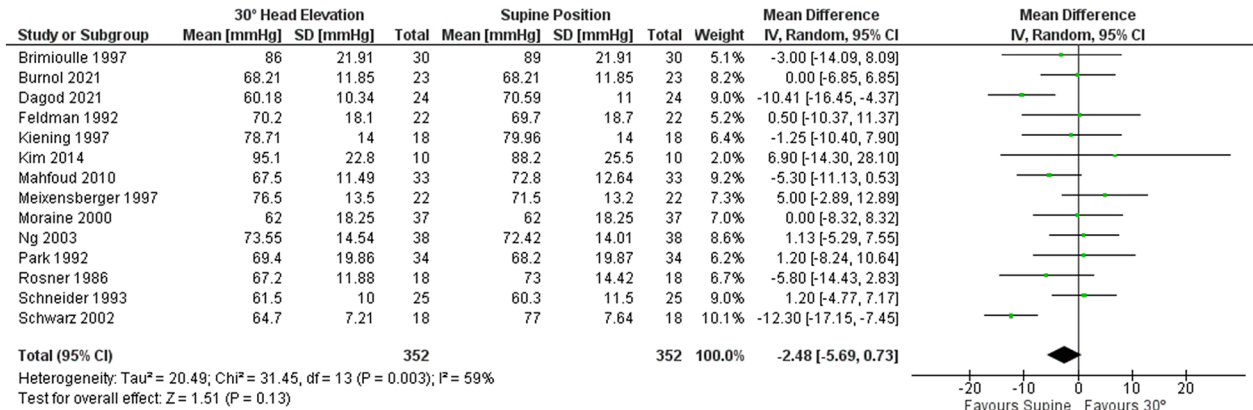 30° Head Elevation Supine Position Mean Difference Mean Difference
Study or Subgroup Mean [mmHg] SD [mmHg] Total Mean [mmHg] SD [mmHg] Total Weight IV, Random, 95% CI IV, Random, 95% CI
Brimioulle 1997 86 21.91 30 89 21.91 30 5.1% -3.00 [-14.09, 8.09]
Burnol 2021 68.21 11.85 23 68.21 11.85 23 8.2% 0.00 [-6.85, 6.85]
Dagod 2021 60.18 10.34 24 70.59 11 24 9.0% -10.41 [-16.45, -4.37]
Feldman 1992 70.2 18.1 22 69.7 18.7 22 5.2% 0.50 [-10.37, 11.37]
Kiening 1997 78.71 14 18 79.96 14 18 6.4% -1.25 [-10.40, 7.90]
Kim 2014 95.1 22.8 10 88.2 25.5 10 2.0% 6.90 [-14.30, 28.10]
Mahfoud 2010 67.5 11.49 33 72.8 12.64 33 9.2% -5.30 [-11.13, 0.53]
Meixensberger 1997 76.5 13.5 22 71.5 13.2 22 7.3% 5.00 [-2.89, 12.89]
Moraine 2000 62 18.25 37 62 18.25 37 7.0% 0.00 [-8.32, 8.32]
Ng 2003 73.55 14.54 38 72.42 14.01 38 8.6% 1.13 [-5.29, 7.55]
Park 1992 69.4 19.86 34 68.2 19.87 34 6.2% 1.20 [-8.24, 10.64]
Rosner 1986 67.2 11.88 18 73 14.42 18 6.7% -5.80 [-14.43, 2.83]
Schneider 1993 61.5 10 25 60.3 11.5 25 9.0% 1.20 [-4.77, 7.17]
Schwarz 2002 64.7 7.21 18 77 7.64 18 10.1% -12.30 [-17.15, -7.45]
Total (95% CI) 352 352 100.0% -2.48 [-5.69, 0.73]
Heterogeneity: Tau² = 20.49; Chi² = 31.45, df = 13 (P = 0.003); I² = 59%
Test for overall effect: Z = 1.51 (P = 0.13)
-20 -10 0 10 20
Favours Supine Favours 30°